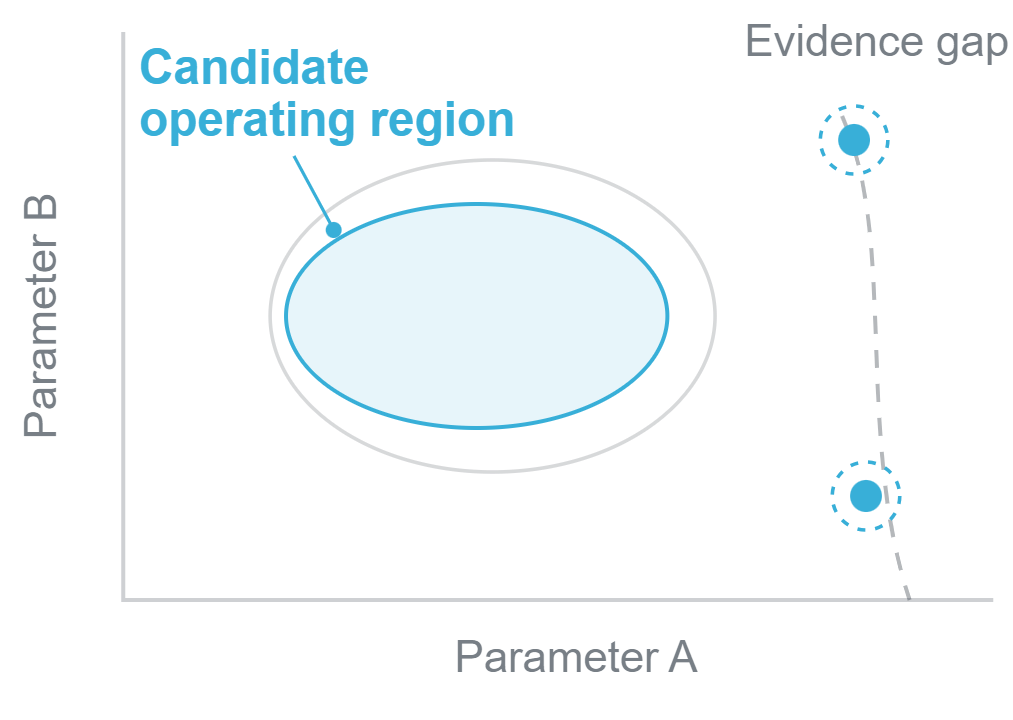 Evidence gap
Candidate
operating region
Parameter B
Parameter A